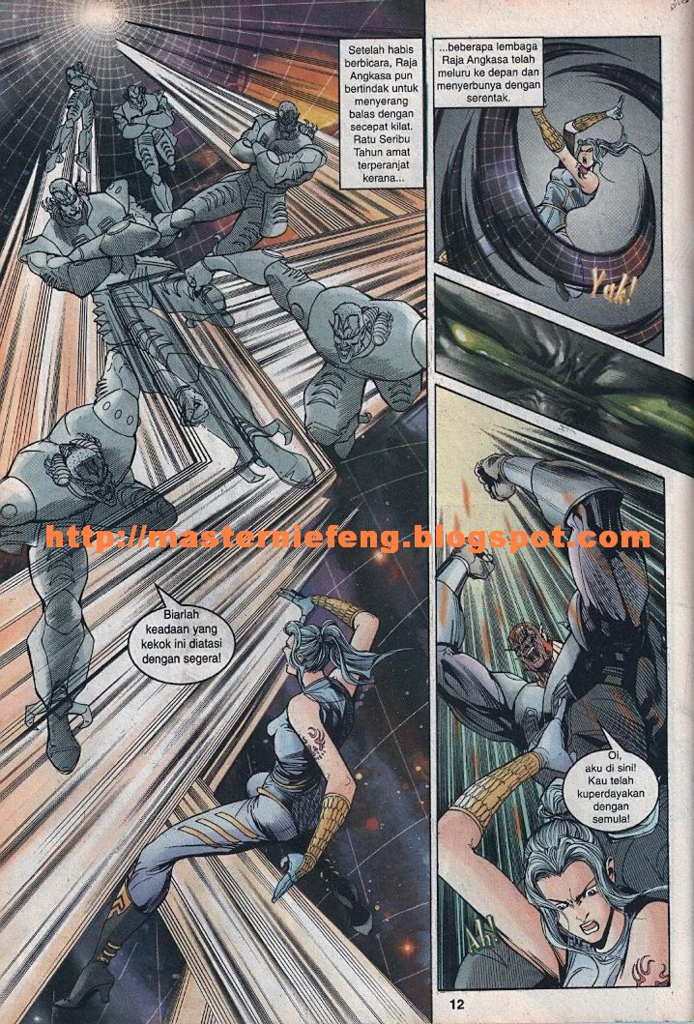 Setelah habis
berbicara, Raja
Angkasa pun
bertindak untuk
menyerang
balas dengan
secepat kilat.
Ratu Seribu
Tahun amat
terperanjat
kerana...
...beberapa lembaga
Raja Angkasa telah
meluru ke depan dan
menyerbunya dengan
serentak.
Yak!
http://masterniefeng.blogspot.com
Biarlah
keadaan yang
kekok ini diatasi
dengan segera!
Oi,
aku di sini!
Kau telah
kuperdayakan
dengan
semula!
Ah?
12